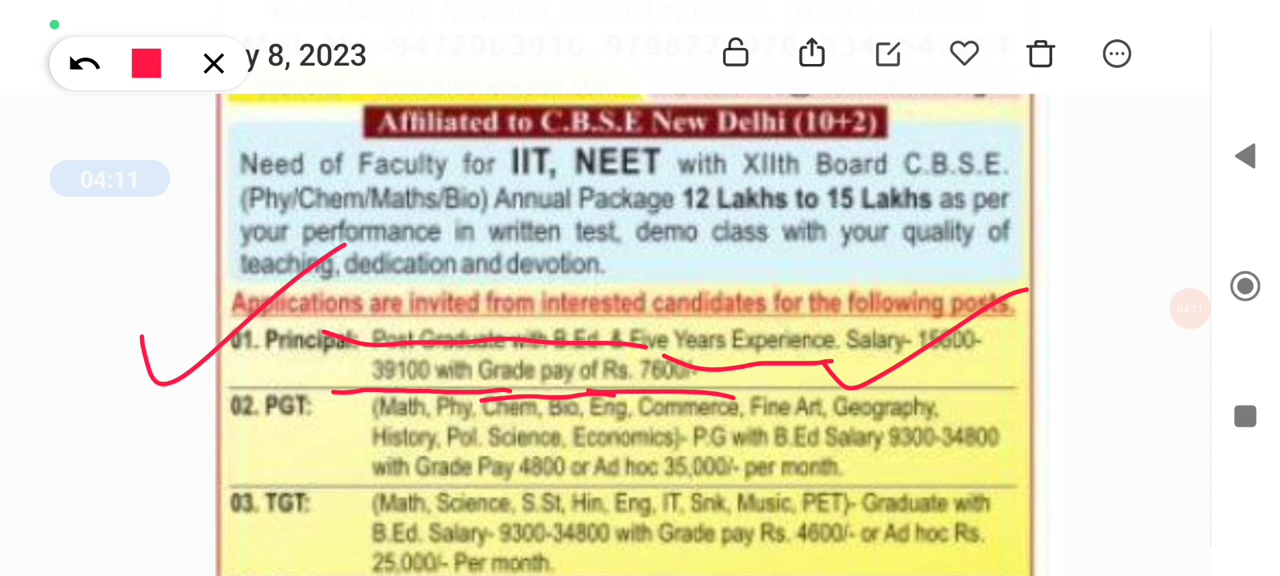 y 8, 2023
04:11
Affiliated to C.B.S.E New Delhi (10+2)
Need of Faculty for IIT, NEET with XIIth Board C.B.S.E.
(Phy/Chem/Maths/Bio) Annual Package 12 Lakhs to 15 Lakhs as per
your performance in written test, demo class with your quality of
teaching, dedication and devotion.
Applications are invited from interested candidates for the following posts.
01. Principal: Post Graduate with B.Ed. & Five Years Experience. Salary- 15600-
39100 with Grade pay of Rs. 7600/-
02. PGT: (Math, Phy, Chem, Bio, Eng, Commerce, Fine Art, Geography,
History, Pol. Science, Economics)- P.G with B.Ed Salary 9300-34800
with Grade Pay 4800 or Ad hoc 35,000/- per month.
03. TGT: (Math, Science, S.St, Hin, Eng, IT, Snk, Music, PET)- Graduate with
B.Ed. Salary- 9300-34800 with Grade pay Rs. 4600/- or Ad hoc Rs.
25,000/- Per month.